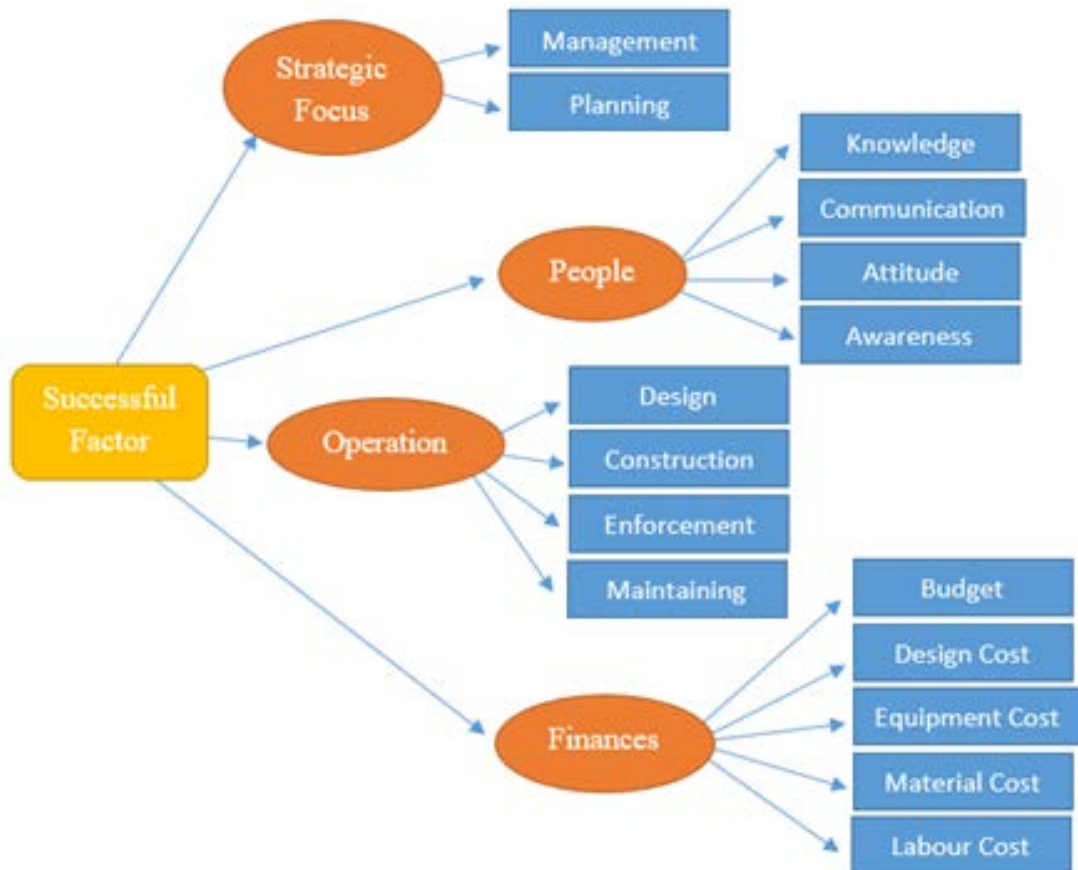 Strategic
Focus
Management
Planning
People
Knowledge
Communication
Attitude
Awareness
Successful
Factor
Operation
Design
Construction
Enforcement
Maintaining
Finances
Budget
Design Cost
Equipment Cost
Material Cost
Labour Cost